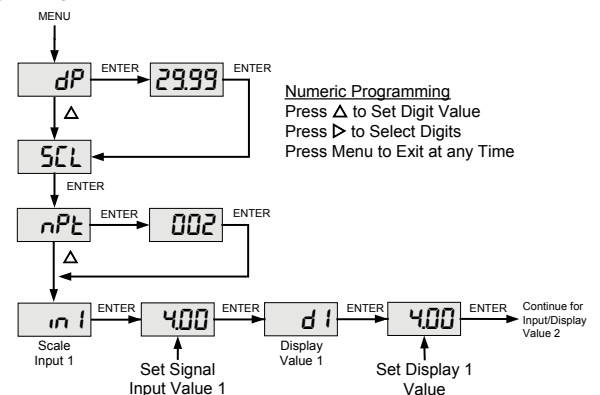 MENU
dP ENTER 29.99 ENTER
Δ
Numeric Programming
Press Δ to Set Digit Value
Press ▷ to Select Digits
Press Menu to Exit at any Time
SCL
ENTER
nPt ENTER 002 ENTER
Δ
in 1 ENTER 4.00 ENTER d 1 ENTER 4.00 ENTER
Continue for
Input/Display
Value 2
Scale
Input 1
Set Signal
Input Value 1
Display
Value 1
Set Display 1
Value